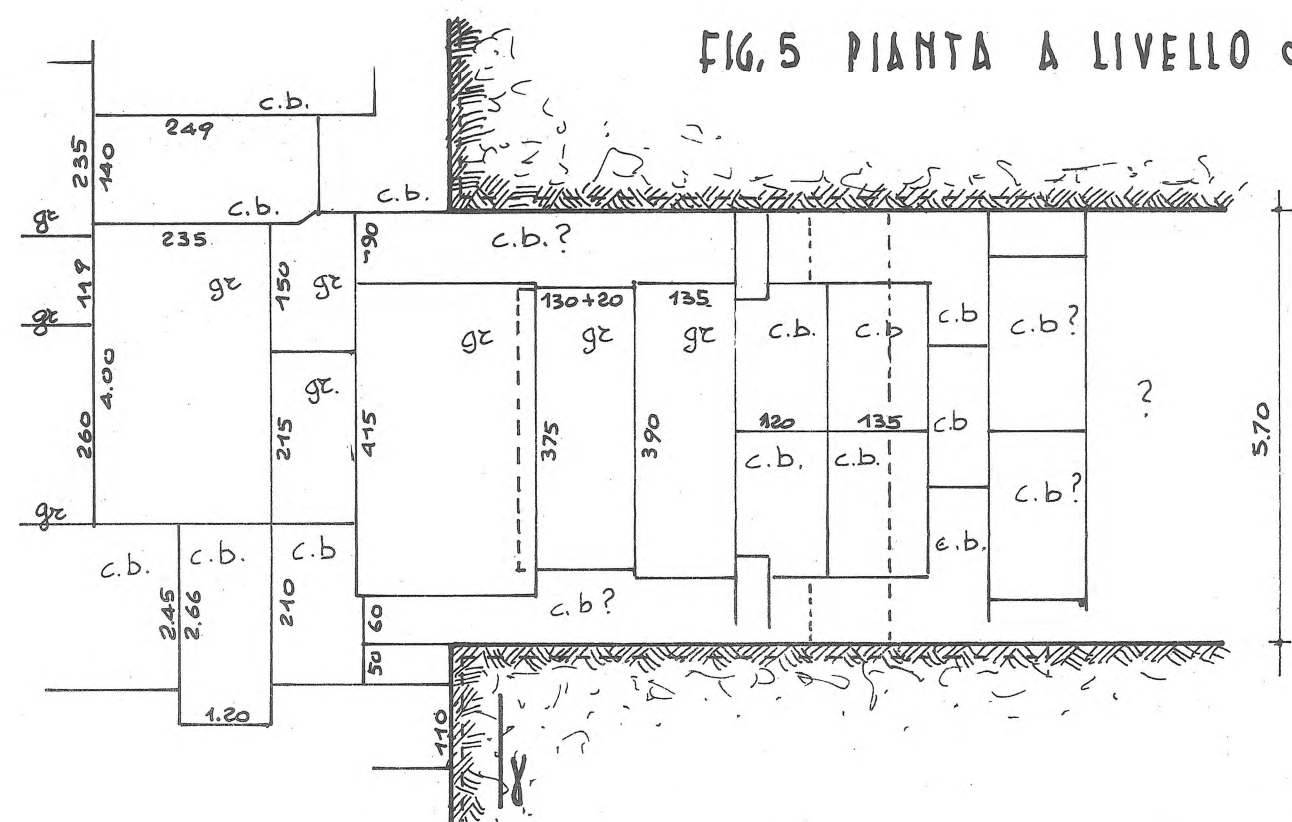 FIG. 5 PIANTA A LIVELLO
c.b.
249
235
140
c.b.
c.b.
gr
235
~90
c.b.?
119
gr
150
gr
130+20
135
gr
gr
gr
gr
c.b.
c.b
c.b
c.b?
4.00
gr.
?
260
215
415
375
390
120
135
c.b
5.70
c.b.
c.b.
c.b?
gr
c.b.
c.b.
c.b
c.b.
2.45
2.66
210
60
c.b?
50
1.20
110
γ